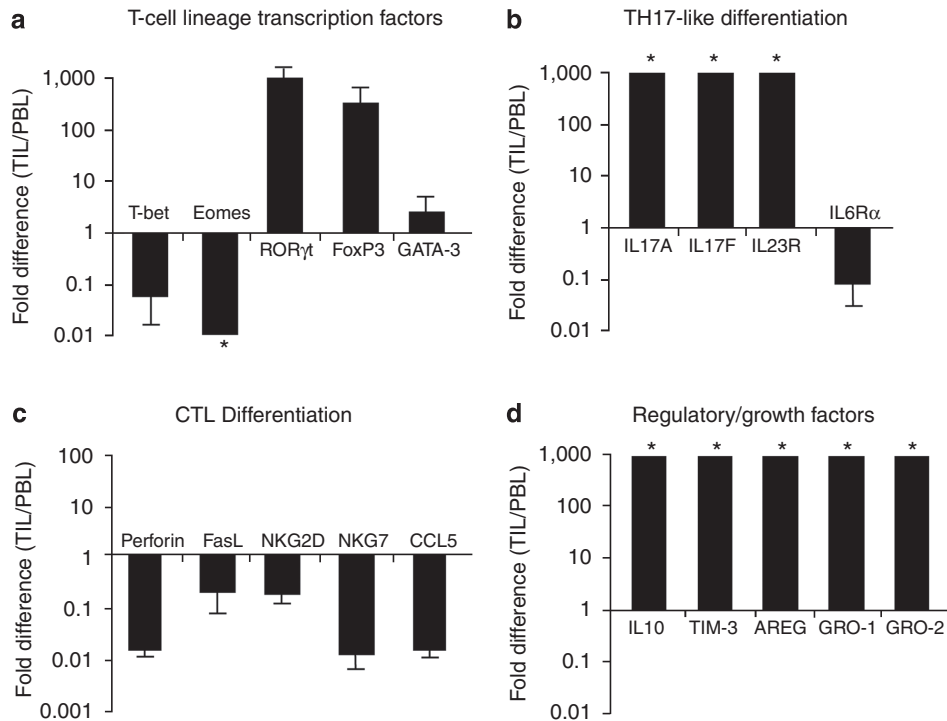 a T-cell lineage transcription factors
Fold difference (TIL/PBL)
1,000
100
10
1
0.1
0.01
T-bet Eomes
RORγt FoxP3 GATA-3
*
b TH17-like differentiation
Fold difference (TIL/PBL)
1,000
100
10
1
0.1
0.01
* * *
IL6Rα
IL17A IL17F IL23R
c CTL Differentiation
Fold difference (TIL/PBL)
100
10
1
0.1
0.01
0.001
Perforin FasL NKG2D NKG7 CCL5
d Regulatory/growth factors
Fold difference (TIL/PBL)
1,000
100
10
1
0.1
0.01
* * * * *
IL10 TIM-3 AREG GRO-1 GRO-2